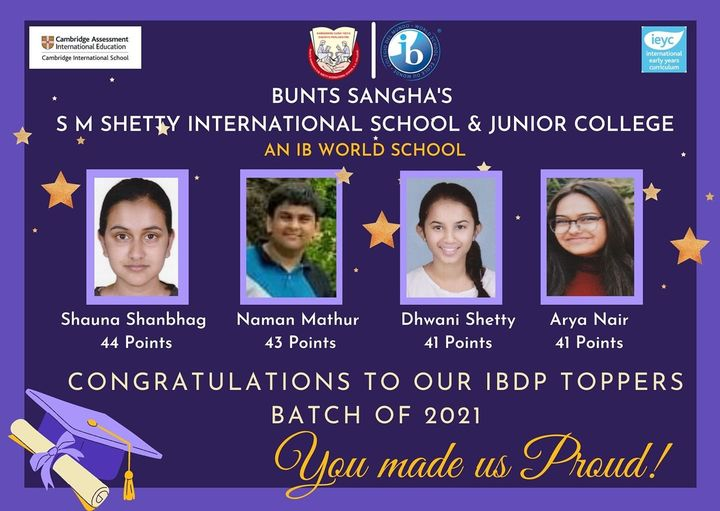 Cambridge Assessment
International Education
Cambridge International School
ib
ieyc
international
early years
curriculum
BUNTS SANGHA'S
S M SHETTY INTERNATIONAL SCHOOL & JUNIOR COLLEGE
AN IB WORLD SCHOOL
Shauna Shanbhag
44 Points
Naman Mathur
43 Points
Dhwani Shetty
41 Points
Arya Nair
41 Points
CONGRATULATIONS TO OUR IBDP TOPPERS
BATCH OF 2021
You made us Proud!